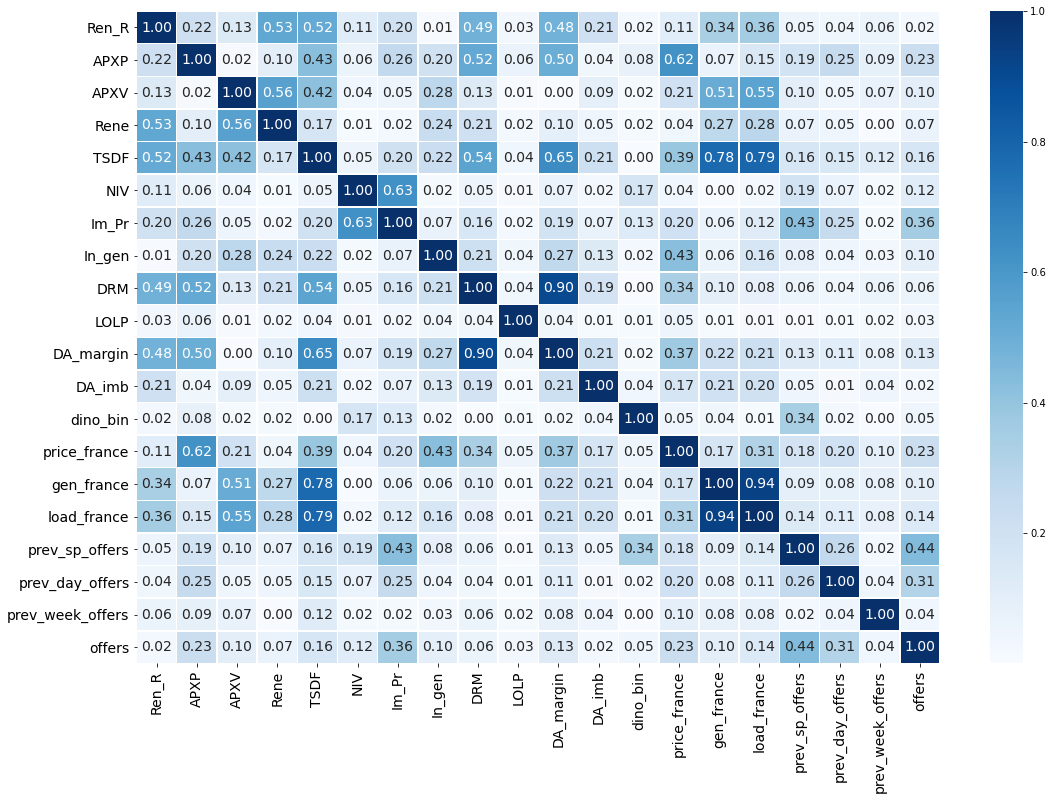 Ren_R 1.00 0.22 0.13 0.53 0.52 0.11 0.20 0.01 0.49 0.03 0.48 0.21 0.02 0.11 0.34 0.36 0.05 0.04 0.06 0.02
APXP 0.22 1.00 0.02 0.10 0.43 0.06 0.26 0.20 0.52 0.06 0.50 0.04 0.08 0.62 0.07 0.15 0.19 0.25 0.09 0.23
APXV 0.13 0.02 1.00 0.56 0.42 0.04 0.05 0.28 0.13 0.01 0.00 0.09 0.02 0.21 0.51 0.55 0.10 0.05 0.07 0.10
Rene 0.53 0.10 0.56 1.00 0.17 0.01 0.02 0.24 0.21 0.02 0.10 0.05 0.02 0.04 0.27 0.28 0.07 0.05 0.00 0.07
TSDF 0.52 0.43 0.42 0.17 1.00 0.05 0.20 0.22 0.54 0.04 0.65 0.21 0.00 0.39 0.78 0.79 0.16 0.15 0.12 0.16
NIV 0.11 0.06 0.04 0.01 0.05 1.00 0.63 0.02 0.05 0.01 0.07 0.02 0.17 0.04 0.00 0.02 0.19 0.07 0.02 0.12
Im_Pr 0.20 0.26 0.05 0.02 0.20 0.63 1.00 0.07 0.16 0.02 0.19 0.07 0.13 0.20 0.06 0.12 0.43 0.25 0.02 0.36
In_gen 0.01 0.20 0.28 0.24 0.22 0.02 0.07 1.00 0.21 0.04 0.27 0.13 0.02 0.43 0.06 0.16 0.08 0.04 0.03 0.10
DRM 0.49 0.52 0.13 0.21 0.54 0.05 0.16 0.21 1.00 0.04 0.90 0.19 0.00 0.34 0.10 0.08 0.06 0.04 0.06 0.06
LOLP 0.03 0.06 0.01 0.02 0.04 0.01 0.02 0.04 0.04 1.00 0.04 0.01 0.01 0.05 0.01 0.01 0.01 0.01 0.02 0.03
DA_margin 0.48 0.50 0.00 0.10 0.65 0.07 0.19 0.27 0.90 0.04 1.00 0.21 0.02 0.37 0.22 0.21 0.13 0.11 0.08 0.13
DA_imb 0.21 0.04 0.09 0.05 0.21 0.02 0.07 0.13 0.19 0.01 0.21 1.00 0.04 0.17 0.21 0.20 0.05 0.01 0.04 0.02
dino_bin 0.02 0.08 0.02 0.02 0.00 0.17 0.13 0.02 0.00 0.01 0.02 0.04 1.00 0.05 0.04 0.01 0.34 0.02 0.00 0.05
price_france 0.11 0.62 0.21 0.04 0.39 0.04 0.20 0.43 0.34 0.05 0.37 0.17 0.05 1.00 0.17 0.31 0.18 0.20 0.10 0.23
gen_france 0.34 0.07 0.51 0.27 0.78 0.00 0.06 0.06 0.10 0.01 0.22 0.21 0.04 0.17 1.00 0.94 0.09 0.08 0.08 0.10
load_france 0.36 0.15 0.55 0.28 0.79 0.02 0.12 0.16 0.08 0.01 0.21 0.20 0.01 0.31 0.94 1.00 0.14 0.11 0.08 0.14
prev_sp_offers 0.05 0.19 0.10 0.07 0.16 0.19 0.43 0.08 0.06 0.01 0.13 0.05 0.34 0.18 0.09 0.14 1.00 0.26 0.02 0.44
prev_day_offers 0.04 0.25 0.05 0.05 0.15 0.07 0.25 0.04 0.04 0.01 0.11 0.01 0.02 0.20 0.08 0.11 0.26 1.00 0.04 0.31
prev_week_offers 0.06 0.09 0.07 0.00 0.12 0.02 0.02 0.03 0.06 0.02 0.08 0.04 0.00 0.10 0.08 0.08 0.02 0.04 1.00 0.04
offers 0.02 0.23 0.10 0.07 0.16 0.12 0.36 0.10 0.06 0.03 0.13 0.02 0.05 0.23 0.10 0.14 0.44 0.31 0.04 1.00
Ren_R APXP APXV Rene TSDF NIV Im_Pr In_gen DRM LOLP DA_margin DA_imb dino_bin price_france gen_france load_france prev_sp_offers prev_day_offers prev_week_offers offers
1.0
0.8
0.6
0.4
0.2